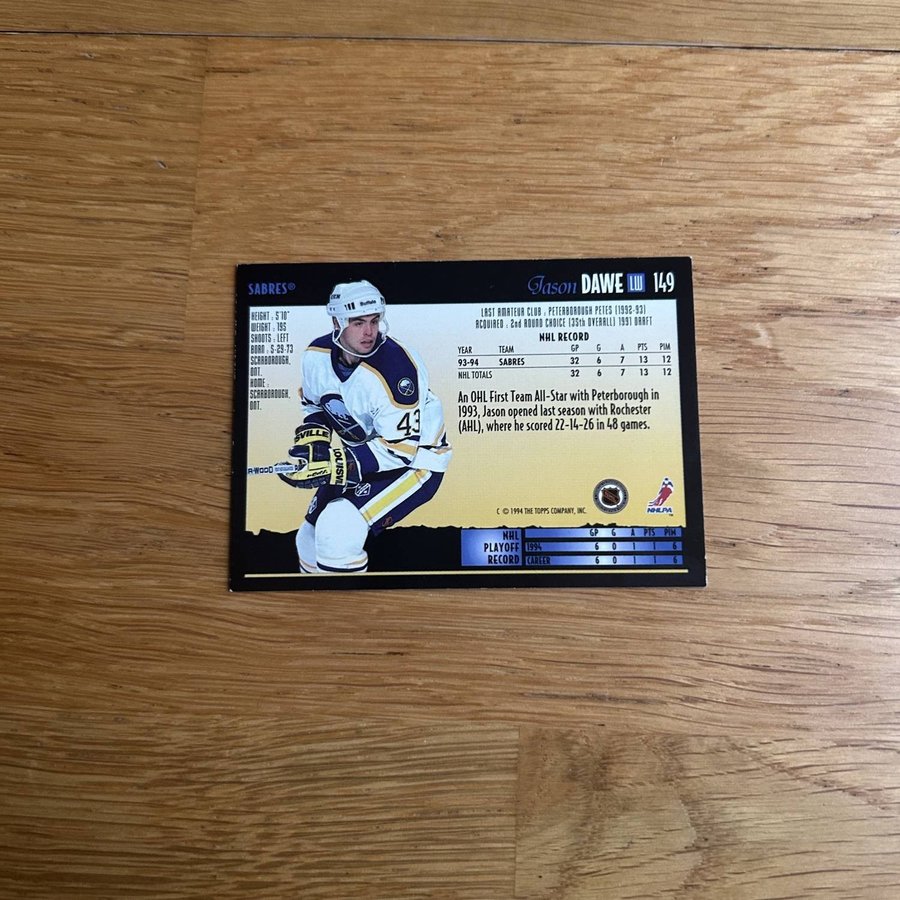 SABRES®
Jason DAWE LW 149
HEIGHT : 5'10"
WEIGHT : 195
SHOOTS : LEFT
BORN : 5-29-73
SCARBOROUGH,
ONT.
HOME :
SCARBOROUGH,
ONT.
LAST AMATEUR CLUB : PETERBOROUGH PETES (1992-93)
ACQUIRED : 2nd ROUND CHOICE (35th OVERALL) 1991 DRAFT
NHL RECORD
YEAR TEAM GP G A PTS PIM
93-94 SABRES 32 6 7 13 12
NHL TOTALS 32 6 7 13 12
An OHL First Team All-Star with Peterborough in
1993, Jason opened last season with Rochester
(AHL), where he scored 22-14-26 in 48 games.
Buffalo
43
SVILLE
LOUISV
R-WOOD
NHLPA
C © 1994 THE TOPPS COMPANY, INC.
NHL
PLAYOFF
RECORD
GP G A PTS PIM
1994 6 0 1 1 6
CAREER 6 0 1 1 6